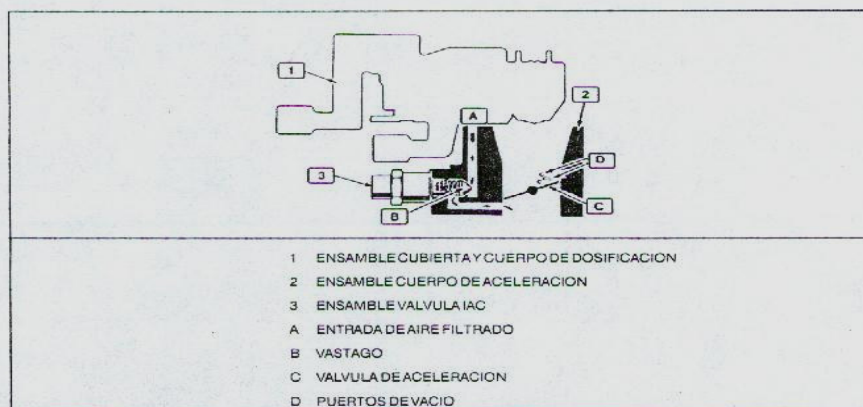 1
A
2
D
3
B
C
1 ENSAMBLE CUBIERTA Y CUERPO DE DOSIFICACION
2 ENSAMBLE CUERPO DE ACELERACION
3 ENSAMBLE VALVULA IAC
A ENTRADA DE AIRE FILTRADO
B VASTAGO
C VALVULA DE ACELERACION
D PUERTOS DE VACIO